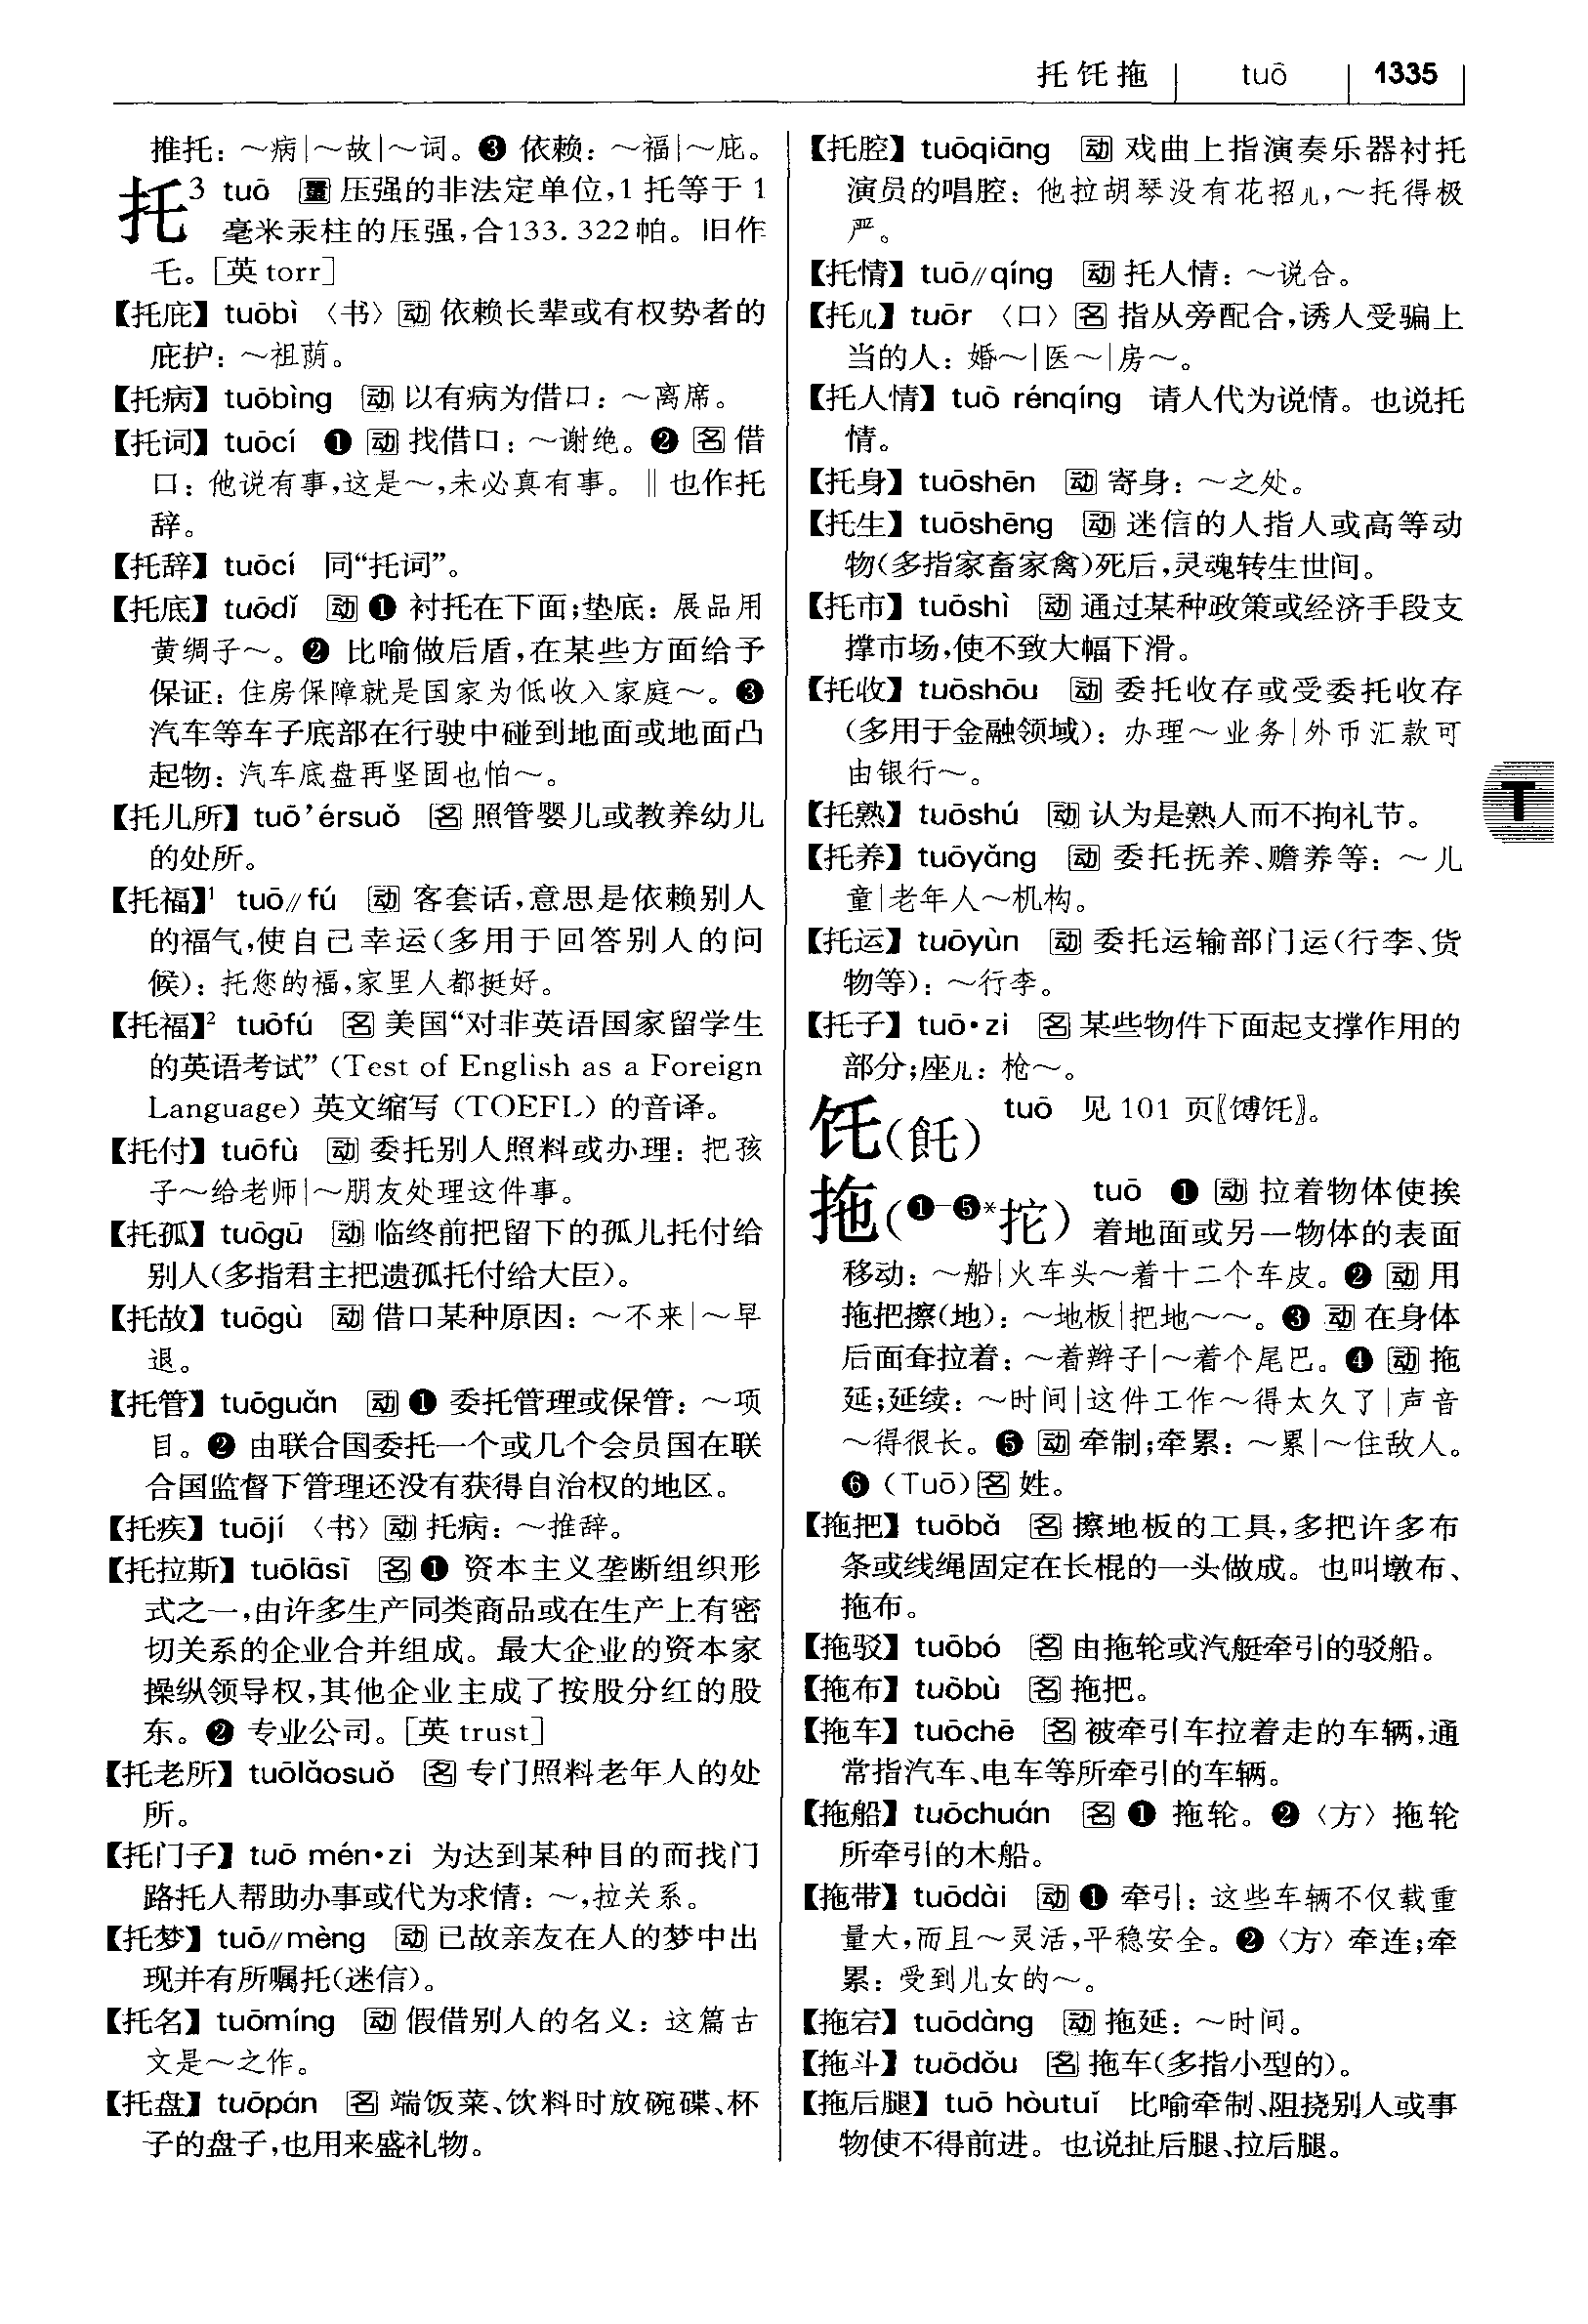 托饦拖 tuō 1335
推托：～病|～故|～词。❸ 依赖：～福|～庇。
托³ tuō 量 压强的非法定单位，1 托等于 1
毫米汞柱的压强，合133.322帕。旧作
乇。[英 torr]
【托庇】tuōbì 〈书〉动 依赖长辈或有权势者的
庇护：～祖荫。
【托病】tuōbìng 动 以有病为借口：～离席。
【托词】tuōcí ❶ 动 找借口：～谢绝。❷ 名 借
口：他说有事，这是～，未必真有事。‖也作托
辞。
【托辞】tuōcí 同“托词”。
【托底】tuōdǐ 动 ❶ 衬托在下面；垫底：展品用
黄绸子～。❷ 比喻做后盾，在某些方面给予
保证：住房保障就是国家为低收入家庭～。❸
汽车等车子底部在行驶中碰到地面或地面凸
起物：汽车底盘再坚固也怕～。
【托儿所】tuō’érsuǒ 名 照管婴儿或教养幼儿
的处所。
【托福】¹ tuō//fú 动 客套话，意思是依赖别人
的福气，使自己幸运（多用于回答别人的问
候）：托您的福，家里人都挺好。
【托福】² tuōfú 名 美国“对非英语国家留学生
的英语考试”（Test of English as a Foreign
Language）英文缩写（TOEFL）的音译。
【托付】tuōfù 动 委托别人照料或办理：把孩
子～给老师|～朋友处理这件事。
【托孤】tuōgū 动 临终前把留下的孤儿托付给
别人（多指君主把遗孤托付给大臣）。
【托故】tuōgù 动 借口某种原因：～不来|～早
退。
【托管】tuōguǎn 动 ❶ 委托管理或保管：～项
目。❷ 由联合国委托一个或几个会员国在联
合国监督下管理还没有获得自治权的地区。
【托疾】tuōjí 〈书〉动 托病：～推辞。
【托拉斯】tuōlāsī 名 ❶ 资本主义垄断组织形
式之一，由许多生产同类商品或在生产上有密
切关系的企业合并组成。最大企业的资本家
操纵领导权，其他企业主成了按股分红的股
东。❷ 专业公司。[英 trust]
【托老所】tuōlǎosuǒ 名 专门照料老年人的处
所。
【托门子】tuō mén•zi 为达到某种目的而找门
路托人帮助办事或代为求情：～，拉关系。
【托梦】tuō//mèng 动 已故亲友在人的梦中出
现并有所嘱托（迷信）。
【托名】tuōmíng 动 假借别人的名义：这篇古
文是～之作。
【托盘】tuōpán 名 端饭菜、饮料时放碗碟、杯
子的盘子，也用来盛礼物。
【托腔】tuōqiāng 动 戏曲上指演奏乐器衬托
演员的唱腔：他拉胡琴没有花招儿，～托得极
严。
【托情】tuō//qíng 动 托人情：～说合。
【托儿】tuōr 〈口〉名 指从旁配合，诱人受骗上
当的人：婚～|医～|房～。
【托人情】tuō rénqíng 请人代为说情。也说托
情。
【托身】tuōshēn 动 寄身：～之处。
【托生】tuōshēng 动 迷信的人指人或高等动
物（多指家畜家禽）死后，灵魂转生世间。
【托市】tuōshì 动 通过某种政策或经济手段支
撑市场，使不致大幅下滑。
【托收】tuōshōu 动 委托收存或受委托收存
（多用于金融领域）：办理～业务|外币汇款可
由银行～。
【托熟】tuōshú 动 认为是熟人而不拘礼节。
【托养】tuōyǎng 动 委托抚养、赡养等：～儿
童|老年人～机构。
【托运】tuōyùn 动 委托运输部门运（行李、货
物等）：～行李。
【托子】tuō•zi 名 某些物件下面起支撑作用的
部分；座儿：枪～。
饦（飥） tuō 见 101 页〖馎饦〗。
拖（❶－❺*拕） tuō ❶ 动 拉着物体使挨
着地面或另一物体的表面
移动：～船|火车头～着十二个车皮。❷ 动 用
拖把擦（地）：～地板|把地～～。❸ 动 在身体
后面耷拉着：～着辫子|～着个尾巴。❹ 动 拖
延；延续：～时间|这件工作～得太久了|声音
～得很长。❺ 动 牵制；牵累：～累|～住敌人。
❻（Tuō）名 姓。
【拖把】tuōbǎ 名 擦地板的工具，多把许多布
条或线绳固定在长棍的一头做成。也叫墩布、
拖布。
【拖驳】tuōbó 名 由拖轮或汽艇牵引的驳船。
【拖布】tuōbù 名 拖把。
【拖车】tuōchē 名 被牵引车拉着走的车辆，通
常指汽车、电车等所牵引的车辆。
【拖船】tuōchuán 名 ❶ 拖轮。❷〈方〉拖轮
所牵引的木船。
【拖带】tuōdài 动 ❶ 牵引：这些车辆不仅载重
量大，而且～灵活，平稳安全。❷〈方〉牵连；牵
累：受到儿女的～。
【拖宕】tuōdàng 动 拖延：～时间。
【拖斗】tuōdǒu 名 拖车（多指小型的）。
【拖后腿】tuō hòutuǐ 比喻牵制、阻挠别人或事
物使不得前进。也说扯后腿、拉后腿。
T